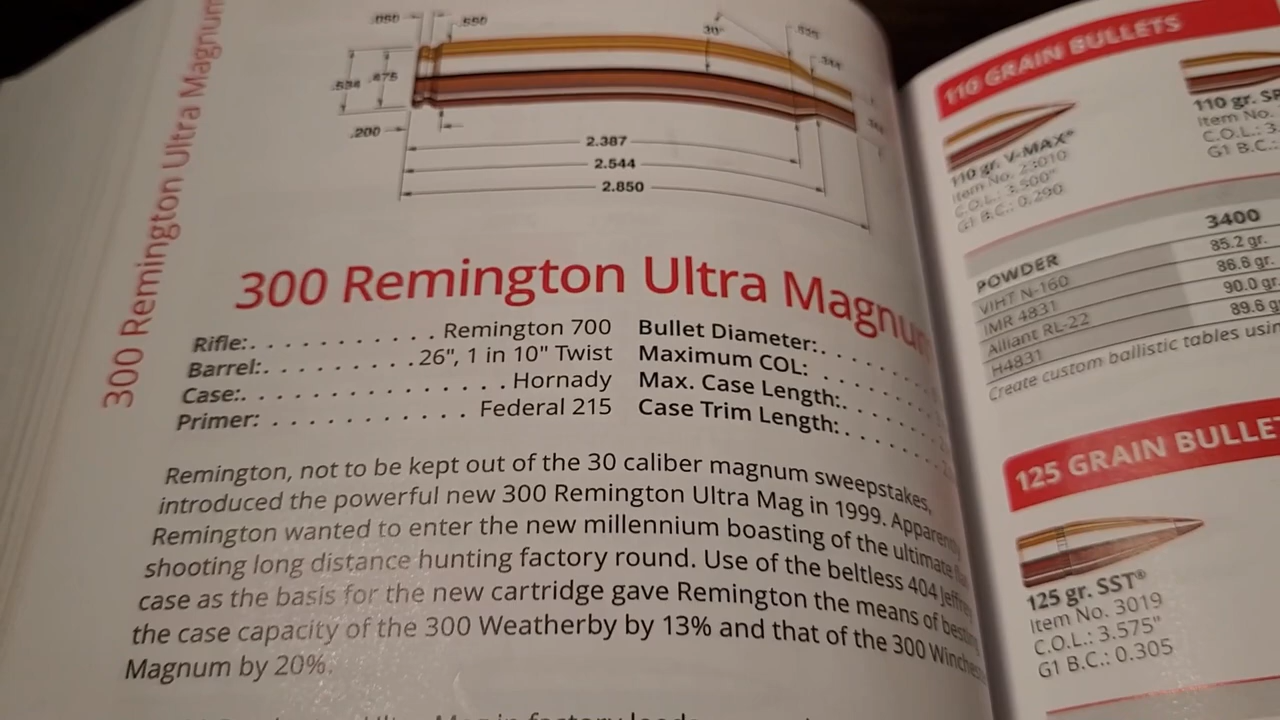 300 Remington Ultra Magnum
.050
.550
30°
.534
.475
.200
2.387
2.544
2.850
300 Remington Ultra Magnum
Rifle:. . . . . . . . . . . . Remington 700
Barrel:. . . . . . . . . .26", 1 in 10" Twist
Case:. . . . . . . . . . . . . . . . Hornady
Primer: . . . . . . . . . . . Federal 215
Bullet Diameter:. . . . . .
Maximum COL: . . . . . .
Max. Case Length:. . . . . .
Case Trim Length:. . . . . .
Remington, not to be kept out of the 30 caliber magnum sweepstakes,
introduced the powerful new 300 Remington Ultra Mag in 1999. Apparently
Remington wanted to enter the new millennium boasting of the ultimate
shooting long distance hunting factory round. Use of the beltless 404 Jeffrey
case as the basis for the new cartridge gave Remington the means of besting
the case capacity of the 300 Weatherby by 13% and that of the 300 Winchester
Magnum by 20%.
110 GRAIN BULLETS
110 gr. V-MAX®
Item No. 23010
C.O.L.: 3.500"
G1 B.C.: 0.290
110 gr. SP
Item No.
C.O.L.: 3.
G1 B.C.:
3400
POWDER
VIHT N-160 85.2 gr.
IMR 4831 86.6 gr.
Alliant RL-22 90.0 gr.
H4831 89.6 g
Create custom ballistic tables usin
125 GRAIN BULLE
125 gr. SST®
Item No. 3019
C.O.L.: 3.575"
G1 B.C.: 0.305